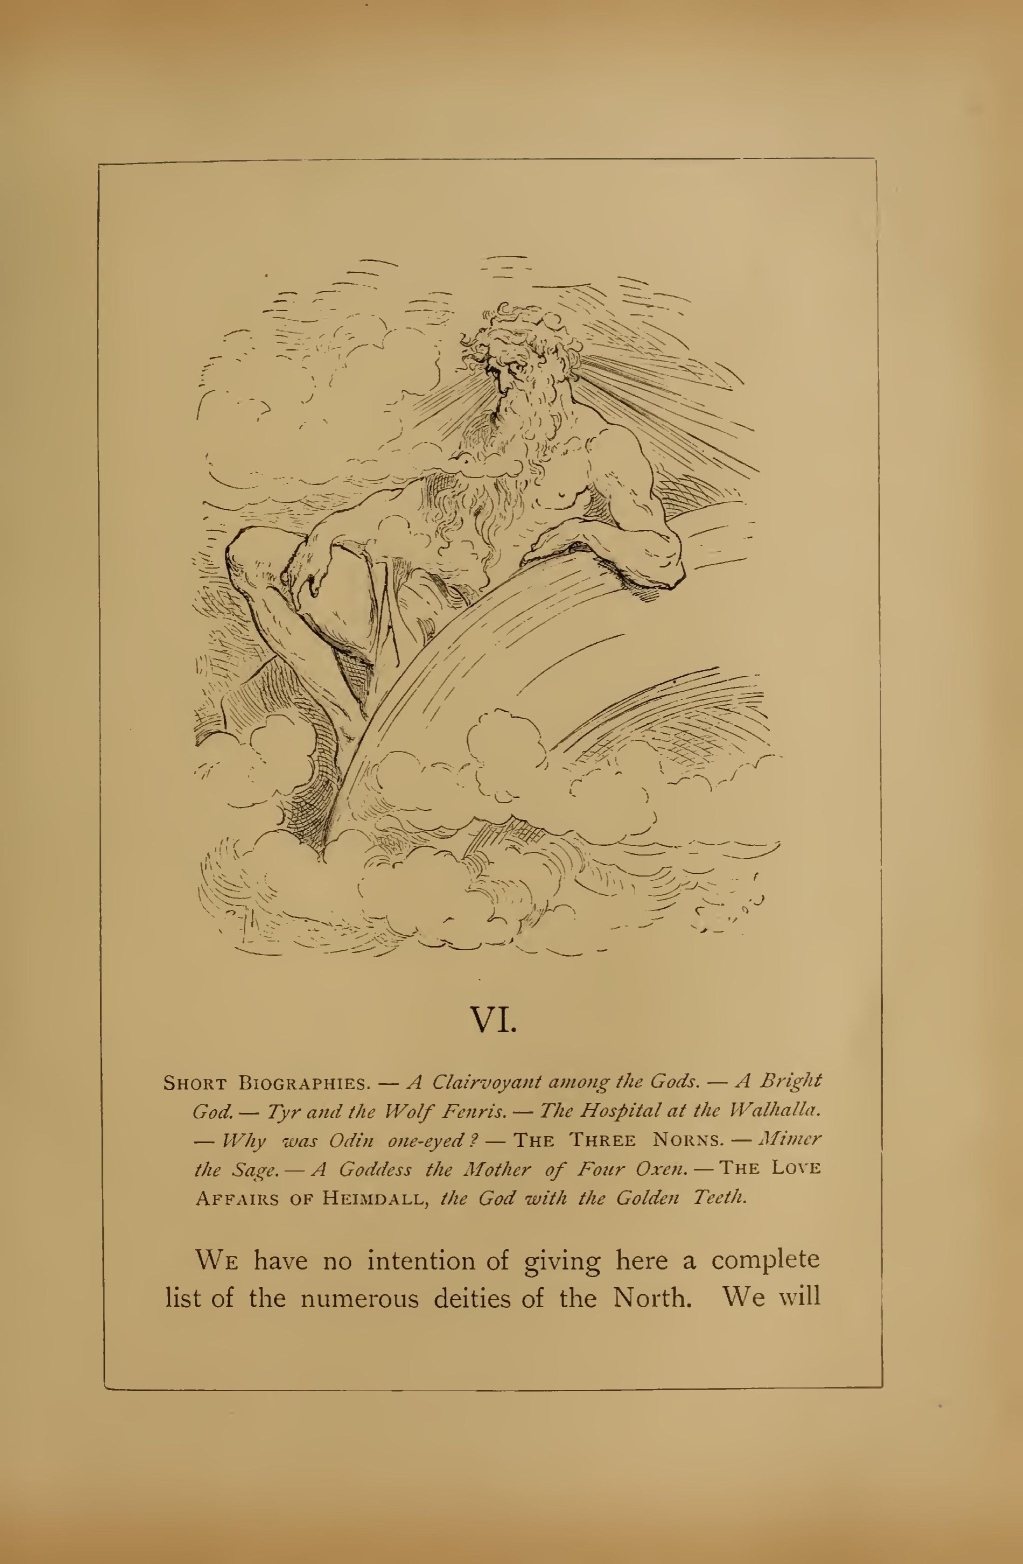 VI.
SHORT BIOGRAPHIES. — A Clairvoyant among the Gods. — A Bright
God. — Tyr and the Wolf Fenris. — The Hospital at the Walhalla.
— Why was Odin one-eyed? — THE THREE NORNS. — Mimer
the Sage. — A Goddess the Mother of Four Oxen. — THE LOVE
AFFAIRS OF HEIMDALL, the God with the Golden Teeth.
WE have no intention of giving here a complete
list of the numerous deities of the North. We will